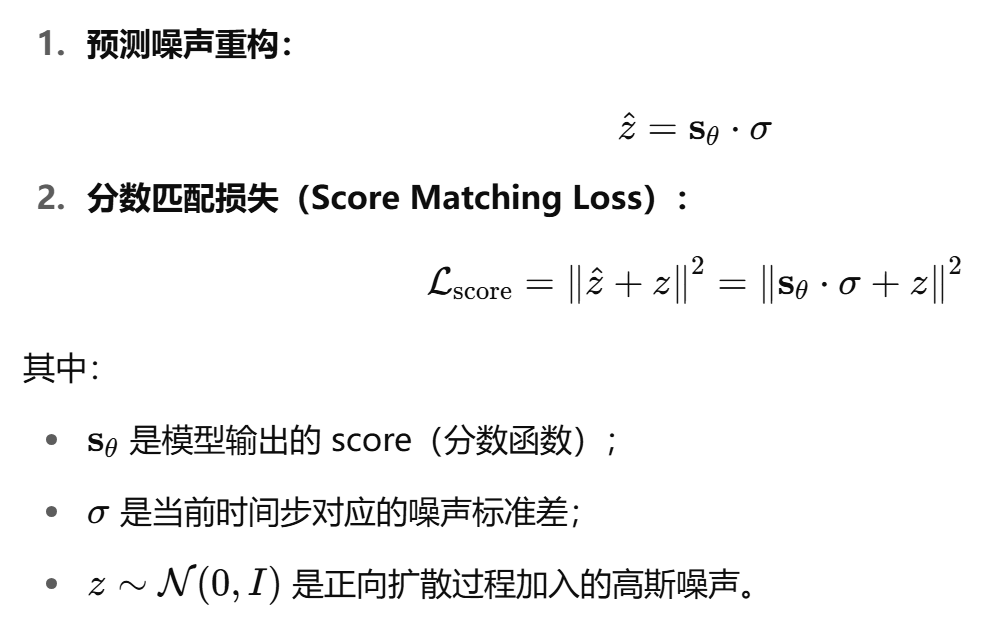 1. 预测噪声重构：
ẑ = s_θ · σ
2. 分数匹配损失（Score Matching Loss）:
ℒ_score = ‖ẑ + z‖² = ‖s_θ · σ + z‖²
其中：
• s_θ 是模型输出的 score（分数函数）;
• σ 是当前时间步对应的噪声标准差；
• z ∼ 𝒩(0, I) 是正向扩散过程加入的高斯噪声。